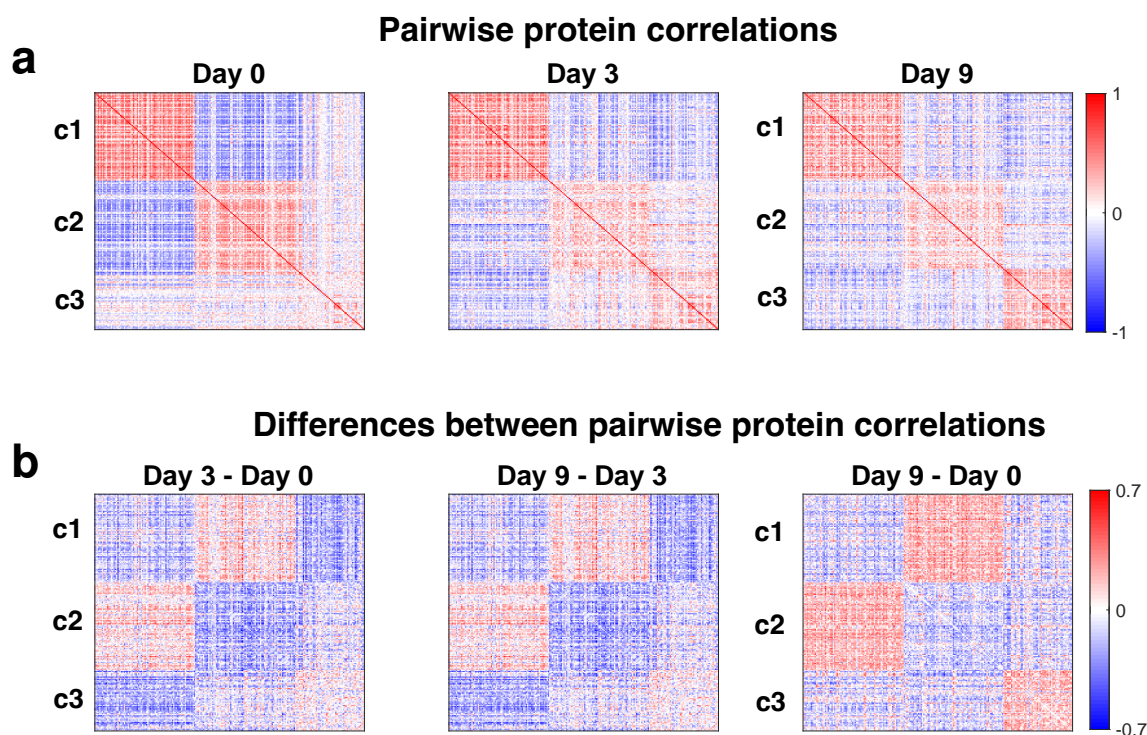 Pairwise protein correlations
a
Day 0
Day 3
Day 9
c1
c2
c3
c1
c2
c3
1
0
-1
Differences between pairwise protein correlations
b
Day 3 - Day 0
Day 9 - Day 3
Day 9 - Day 0
c1
c2
c3
c1
c2
c3
0.7
0
-0.7